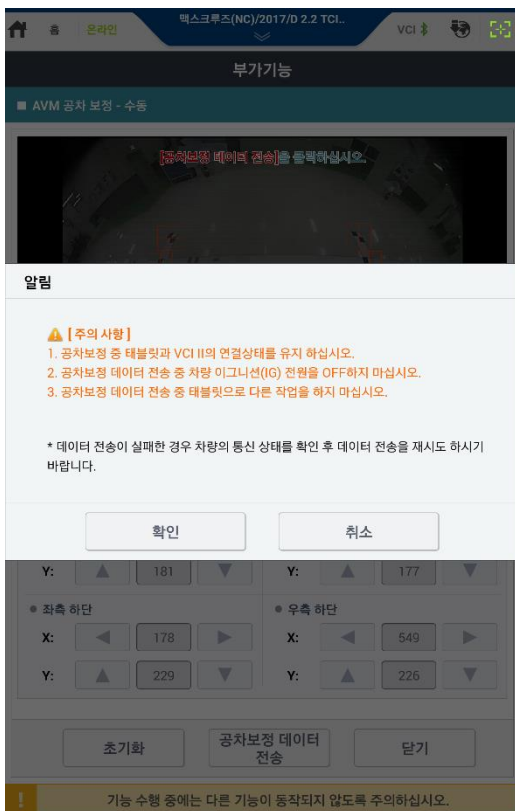 홈
온라인
맥스크루즈(NC)/2017/D 2.2 TCI..
VCI
부가기능
■ AVM 공차 보정 - 수동
[공차보정 데이터 전송]을 클릭하십시오.
알림
[ 주의 사항 ]
1. 공차보정 중 태블릿과 VCI II의 연결상태를 유지 하십시오.
2. 공차보정 데이터 전송 중 차량 이그니션(IG) 전원을 OFF하지 마십시오.
3. 공차보정 데이터 전송 중 태블릿으로 다른 작업을 하지 마십시오.
* 데이터 전송이 실패한 경우 차량의 통신 상태를 확인 후 데이터 전송을 재시도 하시기
바랍니다.
확인 취소
Y: 181 Y: 177
● 좌측 하단 ● 우측 하단
X: 178 X: 549
Y: 229 Y: 226
초기화
공차보정 데이터
전송
닫기
기능 수행 중에는 다른 기능이 동작되지 않도록 주의하십시오.